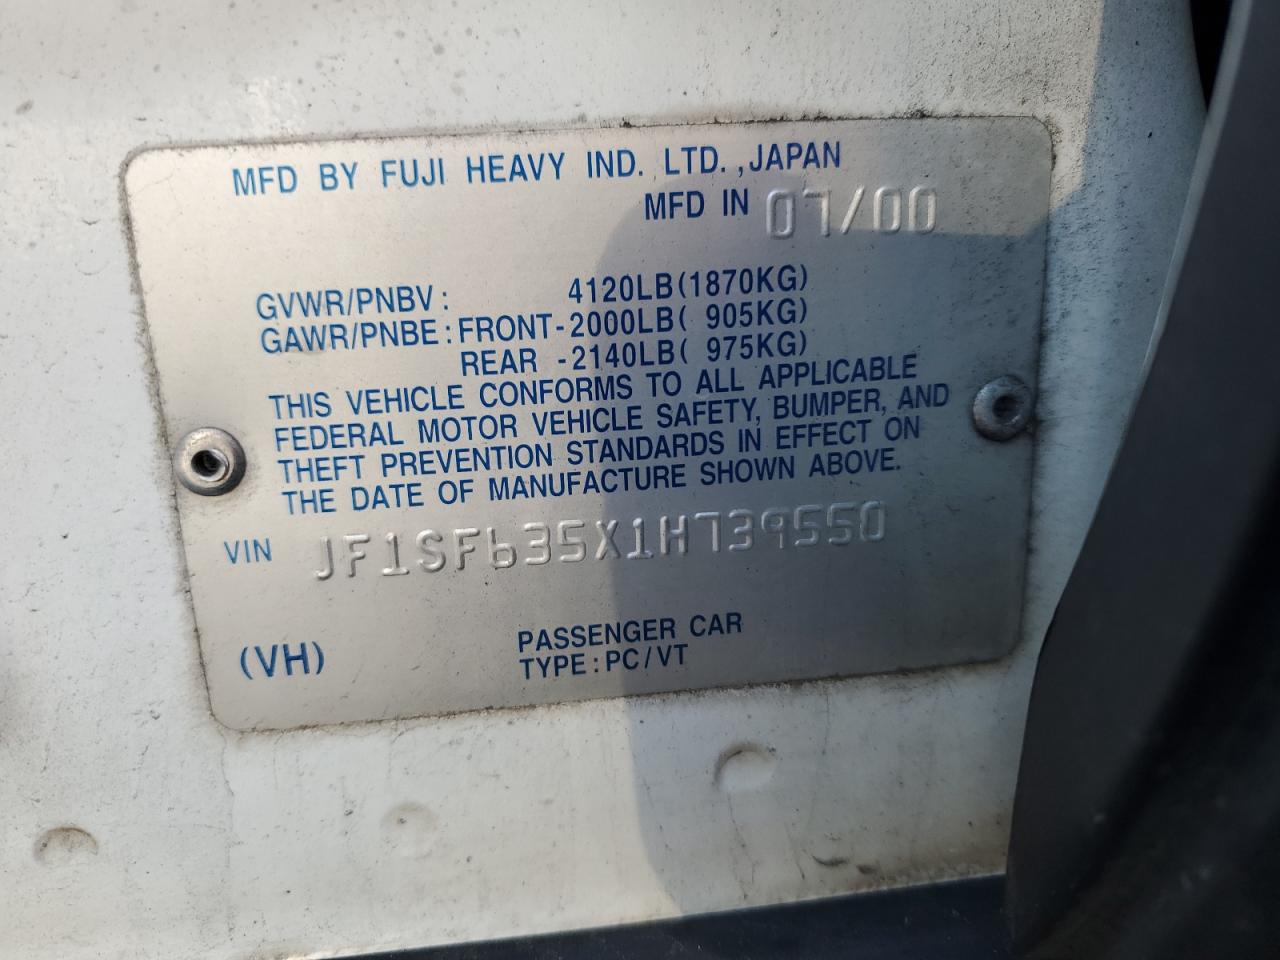 MFD BY FUJI HEAVY IND. LTD. ,JAPAN
MFD IN 07/00
GVWR/PNBV: 4120LB(1870KG)
GAWR/PNBE:FRONT-2000LB( 905KG)
REAR -2140LB( 975KG)
THIS VEHICLE CONFORMS TO ALL APPLICABLE
FEDERAL MOTOR VEHICLE SAFETY, BUMPER, AND
THEFT PREVENTION STANDARDS IN EFFECT ON
THE DATE OF MANUFACTURE SHOWN ABOVE.
VIN JF1SF635X1H739550
(VH) PASSENGER CAR
TYPE:PC/VT